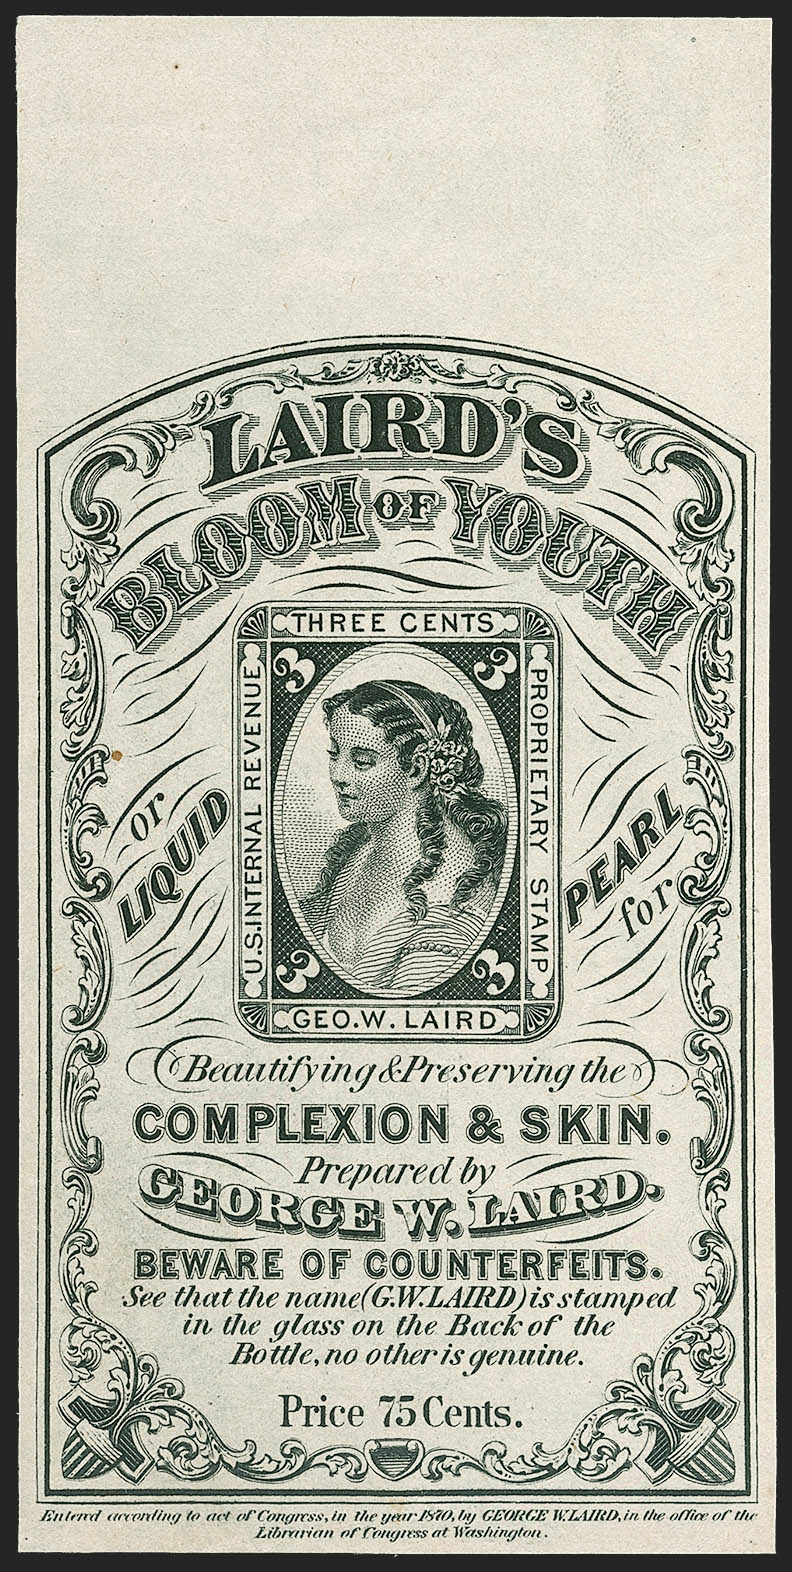 LAIRD'S
BLOOM OF YOUTH
THREE CENTS
3 3
U.S. INTERNAL REVENUE
PROPRIETARY STAMP
3 3
GEO. W. LAIRD
or
LIQUID
PEARL
for
Beautifying & Preserving the
COMPLEXION & SKIN.
Prepared by
GEORGE W. LAIRD.
BEWARE OF COUNTERFEITS.
See that the name (G.W. LAIRD) is stamped
in the glass on the Back of the
Bottle, no other is genuine.
Price 75 Cents.
Entered according to act of Congress, in the year 1870, by GEORGE W. LAIRD, in the office of the
Librarian of Congress at Washington.